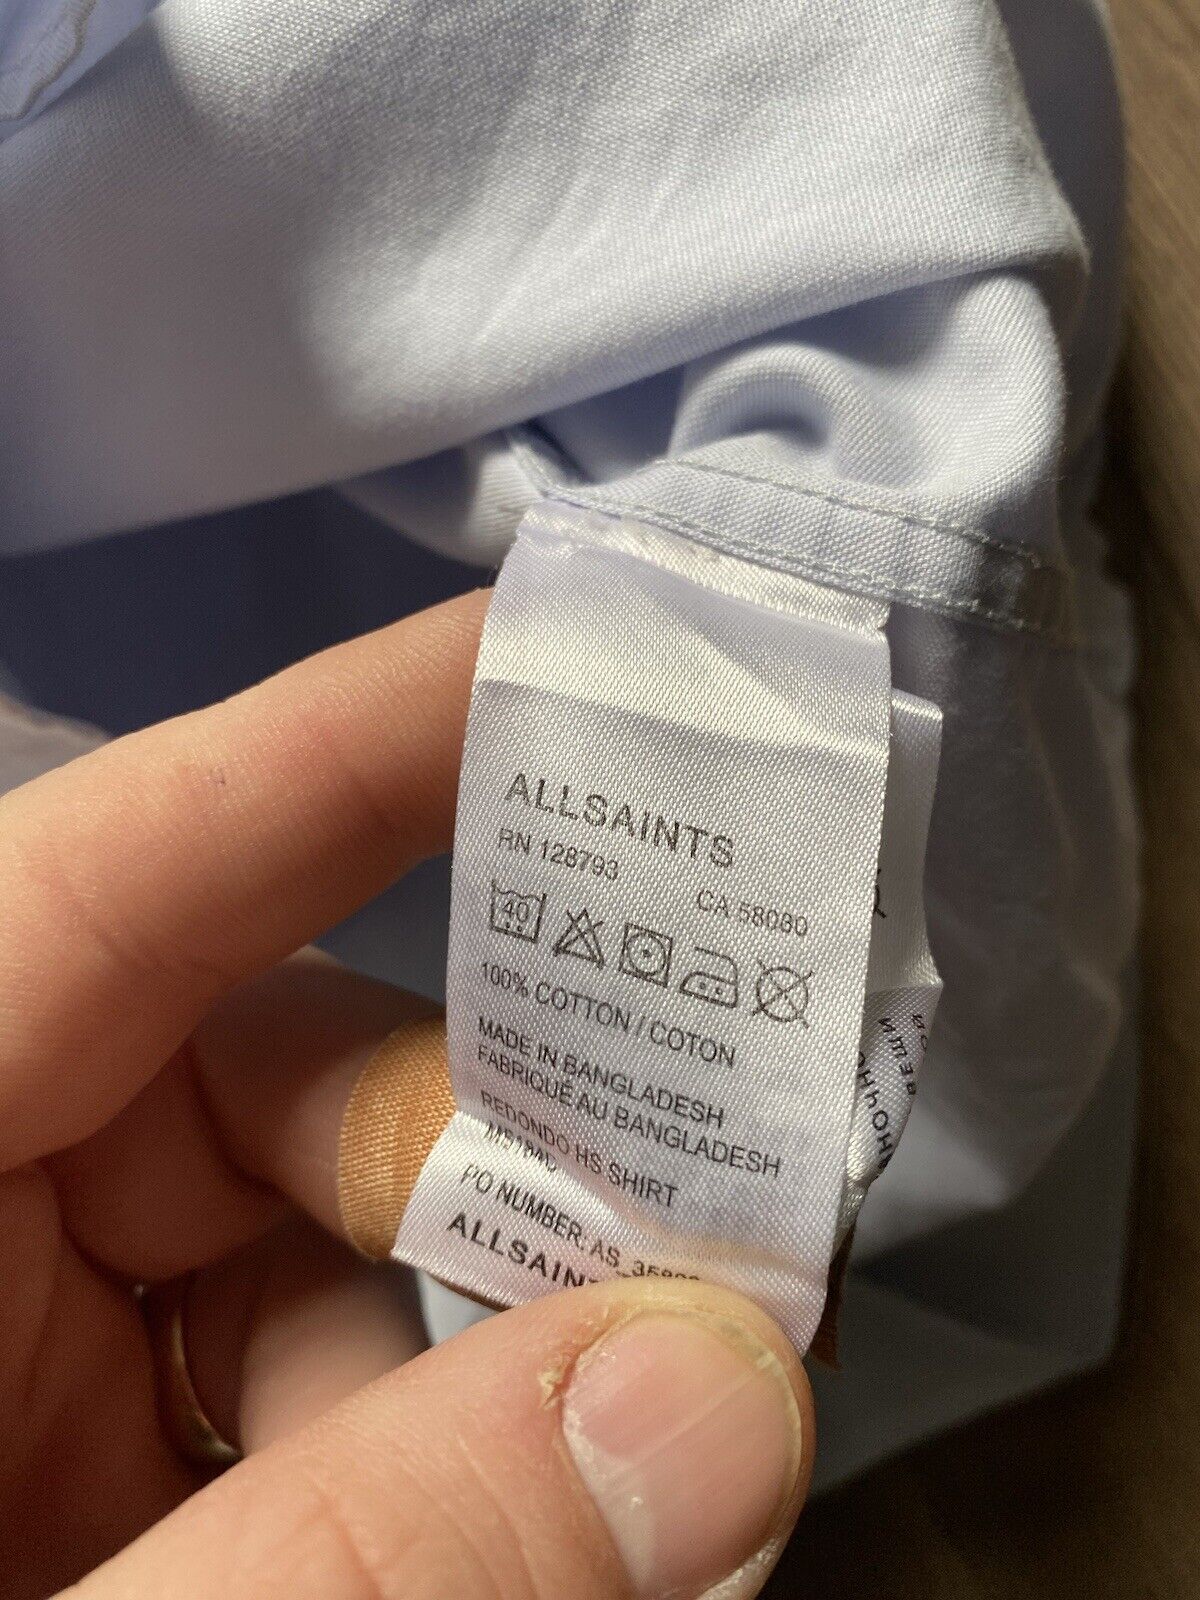 ALLSAINTS
RN 128793 CA 58080
40
100% COTTON / COTON
MADE IN BANGLADESH
FABRIQUÉ AU BANGLADESH
REDONDO HS SHIRT
PO NUMBER: AS_